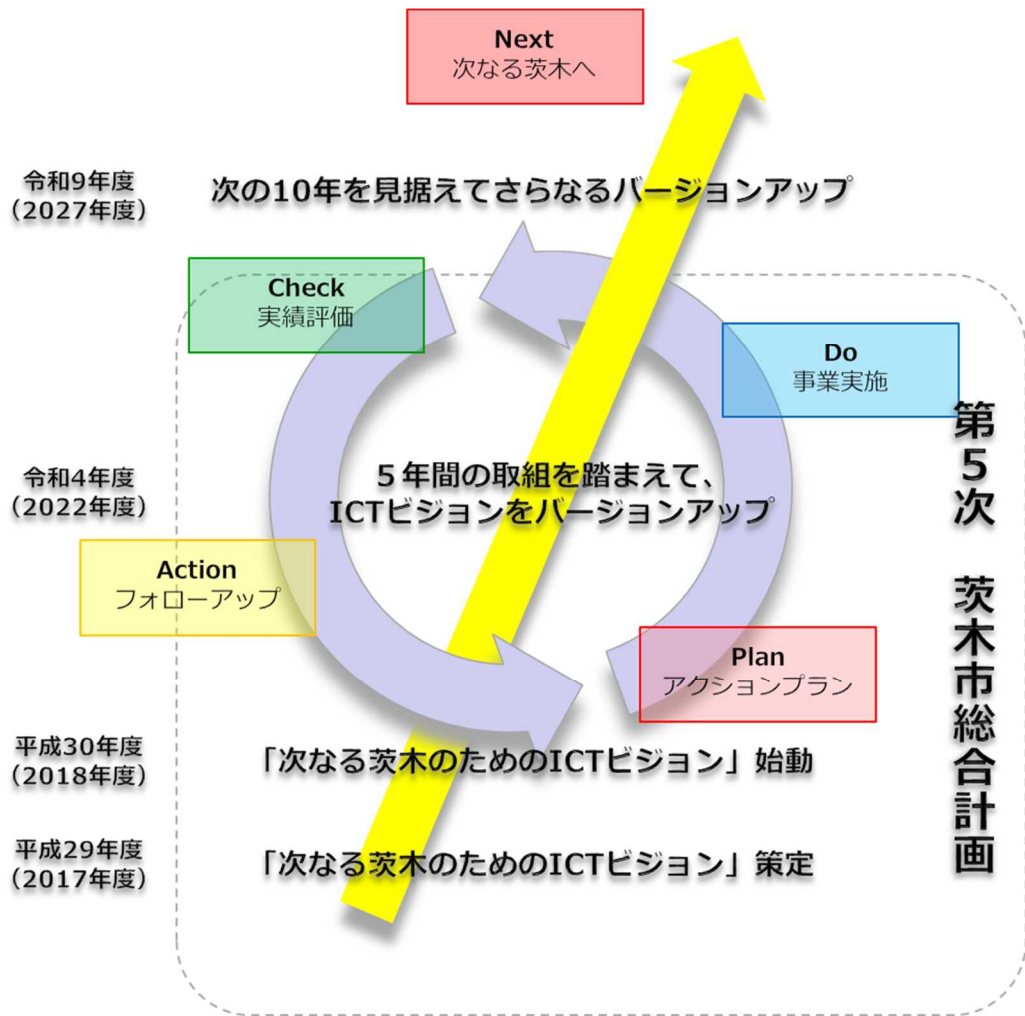 Next
次なる茨木へ
令和9年度
（2027年度）
次の10年を見据えてさらなるバージョンアップ
Check
実績評価
Do
事業実施
第5次　茨木市総合計画
令和4年度
（2022年度）
５年間の取組を踏まえて、
ICTビジョンをバージョンアップ
Action
フォローアップ
Plan
アクションプラン
平成30年度
（2018年度）
「次なる茨木のためのICTビジョン」始動
平成29年度
（2017年度）
「次なる茨木のためのICTビジョン」策定